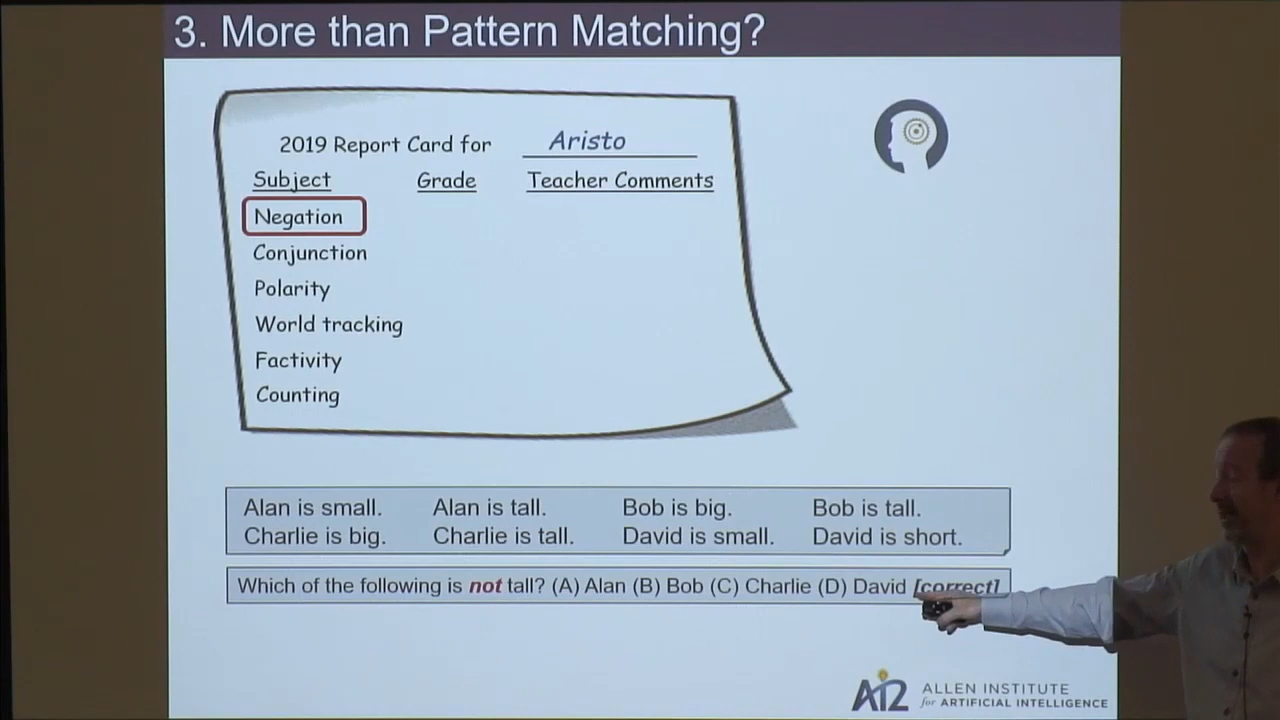 3. More than Pattern Matching?
2019 Report Card for Aristo
Subject Grade Teacher Comments
Negation
Conjunction
Polarity
World tracking
Factivity
Counting
Alan is small. Alan is tall. Bob is big. Bob is tall.
Charlie is big. Charlie is tall. David is small. David is short.
Which of the following is not tall? (A) Alan (B) Bob (C) Charlie (D) David [correct]
AI2 ALLEN INSTITUTE
for ARTIFICIAL INTELLIGENCE